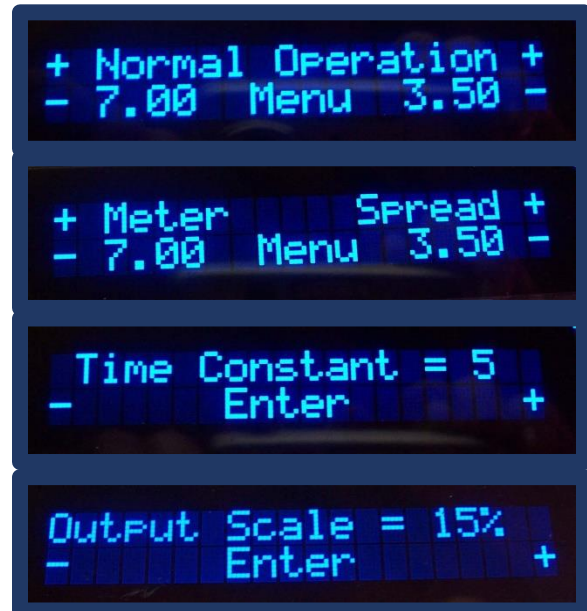 + Normal Operation +
- 7.00 Menu 3.50 -
+ Meter Spread +
- 7.00 Menu 3.50 -
Time Constant = 5
- Enter +
Output Scale = 15%
- Enter +